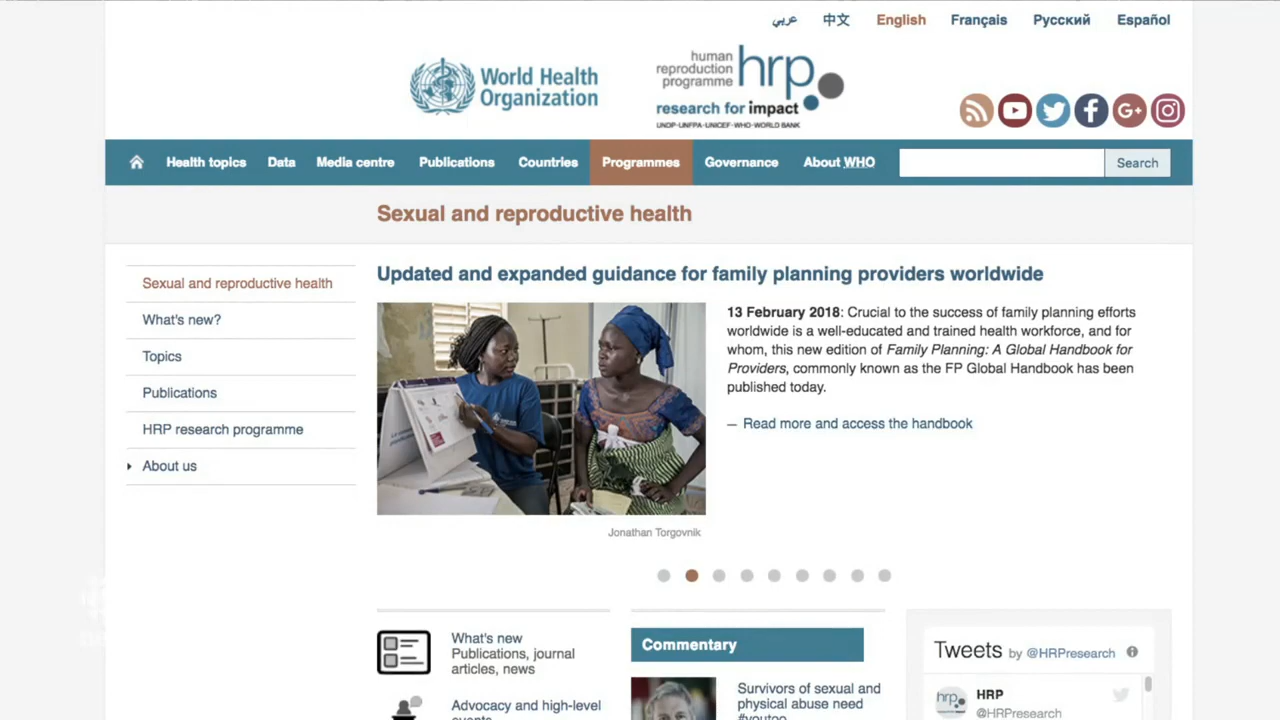 عربي 中文 English Français Русский Español
World Health
Organization
human
reproduction
programme
hrp
research for impact
UNDP·UNFPA·UNICEF·WHO·WORLD BANK
Health topics Data Media centre Publications Countries Programmes Governance About WHO Search
Sexual and reproductive health
Sexual and reproductive health
What's new?
Topics
Publications
HRP research programme
About us
Updated and expanded guidance for family planning providers worldwide
13 February 2018: Crucial to the success of family planning efforts
worldwide is a well-educated and trained health workforce, and for
whom, this new edition of Family Planning: A Global Handbook for
Providers, commonly known as the FP Global Handbook has been
published today.
— Read more and access the handbook
Jonathan Torgovnik
What's new
Publications, journal
articles, news
Advocacy and high-level
events
Commentary
Survivors of sexual and
physical abuse need
#youtoo
Tweets by @HRPresearch
hrp
HRP
@HRPresearch